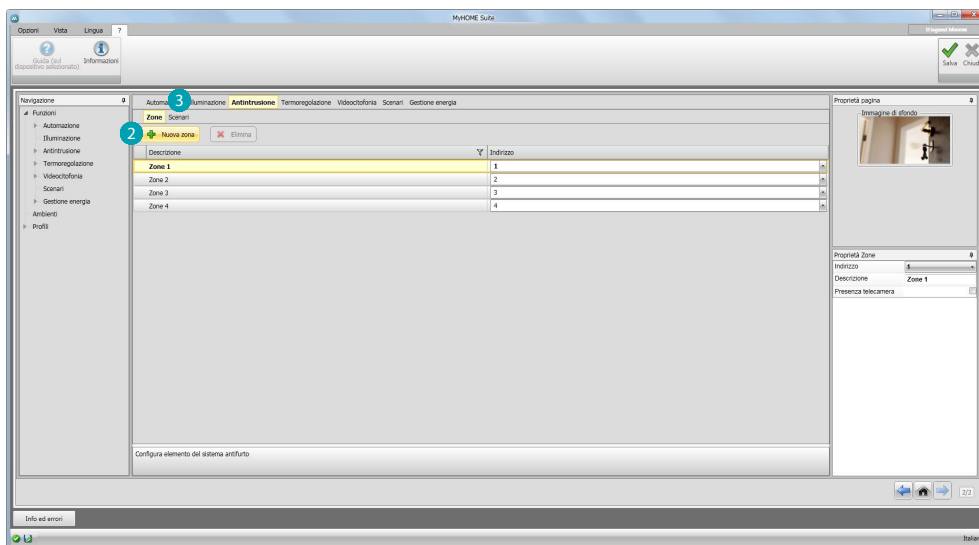 MyHOME Suite
Opzioni Vista Lingua ?
Guida (sul dispositivo selezionato)
Informazioni
Salva
Chiud
Navigazione
Funzioni
Automazione
Illuminazione
Antintrusione
Termoregolazione
Videocitofonia
Scenari
Gestione energia
Ambienti
Profili
Automa 3 luminazione Antintrusione Termoregolazione Videocitofonia Scenari Gestione energia
Zone Scenari
2 Nuova zona Elimina
Descrizione Indirizzo
Zone 1 1
Zone 2 2
Zone 3 3
Zone 4 4
Configura elemento del sistema antifurto
Proprietà pagina
Immagine di sfondo
Proprietà Zone
Indirizzo 1
Descrizione Zone 1
Presenza telecamera
2/2
Info ed errori
Italie